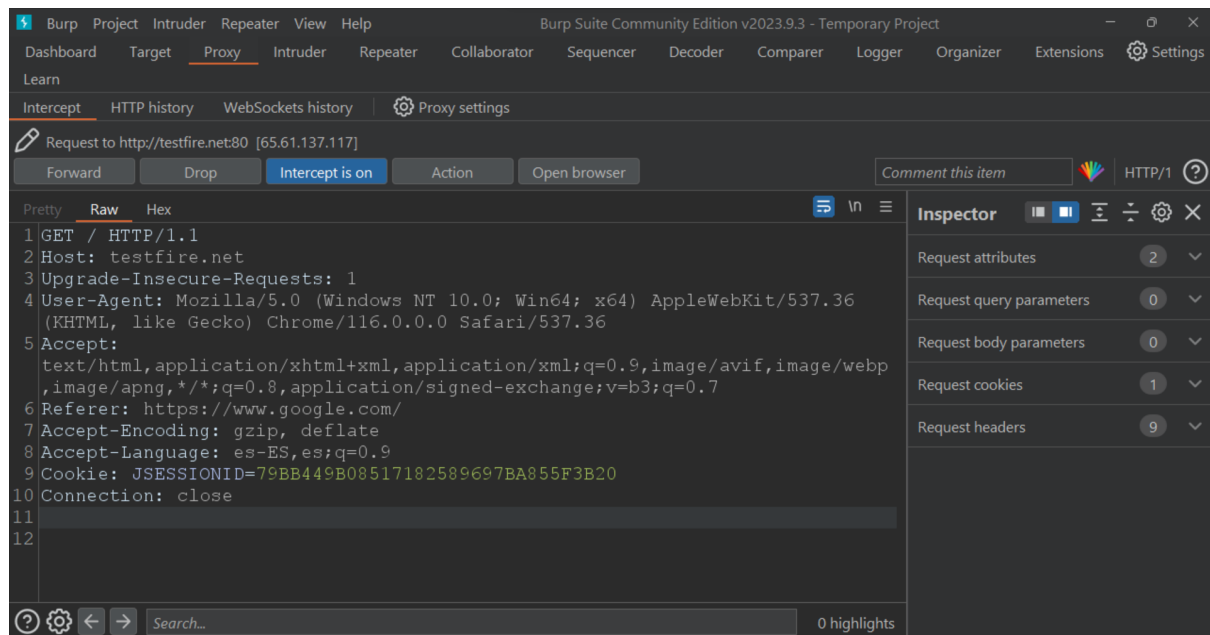 Burp Project Intruder Repeater View Help Burp Suite Community Edition v2023.9.3 - Temporary Project
Dashboard Target Proxy Intruder Repeater Collaborator Sequencer Decoder Comparer Logger Organizer Extensions Settings
Learn
Intercept HTTP history WebSockets history Proxy settings
Request to http://testfire.net:80 [65.61.137.117]
Forward Drop Intercept is on Action Open browser Comment this item HTTP/1 ?
Pretty Raw Hex \n
Inspector
1 GET / HTTP/1.1
2 Host: testfire.net
3 Upgrade-Insecure-Requests: 1
4 User-Agent: Mozilla/5.0 (Windows NT 10.0; Win64; x64) AppleWebKit/537.36
(KHTML, like Gecko) Chrome/116.0.0.0 Safari/537.36
5 Accept:
text/html,application/xhtml+xml,application/xml;q=0.9,image/avif,image/webp
,image/apng,*/*;q=0.8,application/signed-exchange;v=b3;q=0.7
6 Referer: https://www.google.com/
7 Accept-Encoding: gzip, deflate
8 Accept-Language: es-ES,es;q=0.9
9 Cookie: JSESSIONID=79BB449B08517182589697BA855F3B20
10 Connection: close
11
12
Request attributes 2
Request query parameters 0
Request body parameters 0
Request cookies 1
Request headers 9
? Search... 0 highlights